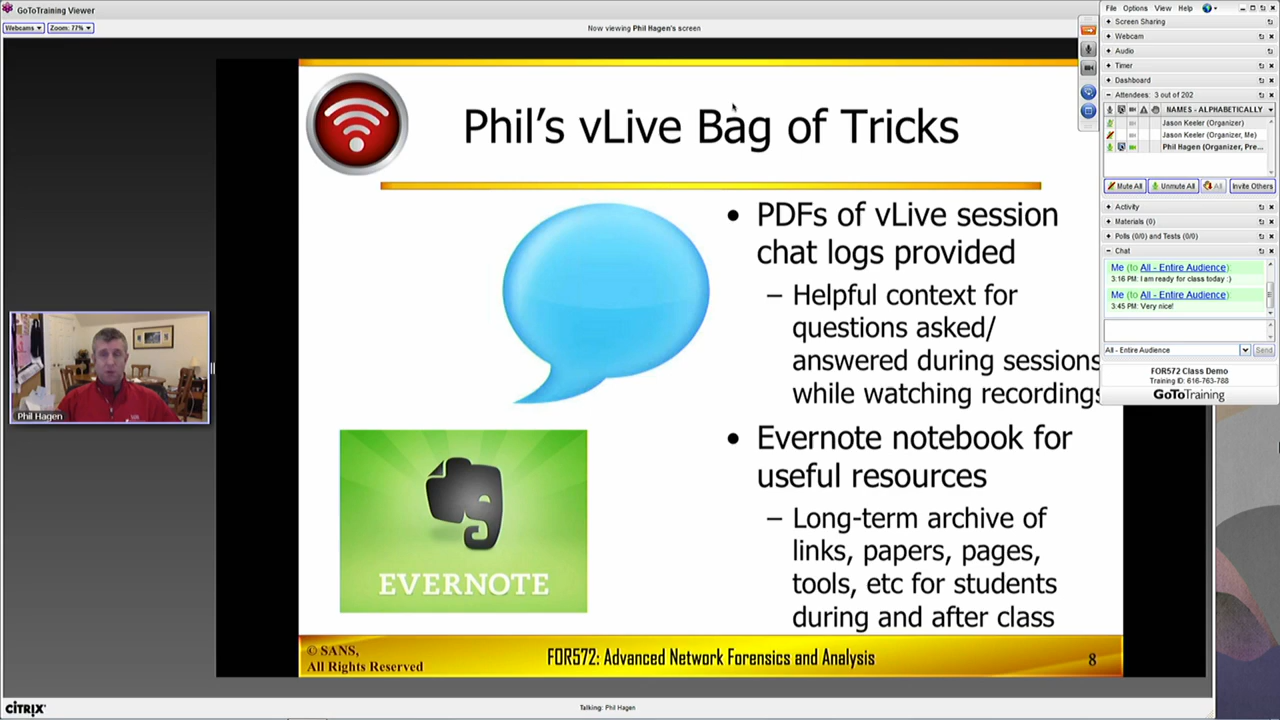 GoToTraining Viewer
Webcams
Zoom: 77%
Now viewing Phil Hagen's screen
Phil's vLive Bag of Tricks
• PDFs of vLive session
chat logs provided
– Helpful context for
questions asked/
answered during sessions
while watching recordings
• Evernote notebook for
useful resources
– Long-term archive of
links, papers, pages,
tools, etc for students
during and after class
EVERNOTE
Phil Hagen
© SANS,
All Rights Reserved
FOR572: Advanced Network Forensics and Analysis
8
File Options View Help
Screen Sharing
Webcam
Audio
Timer
Dashboard
Attendees: 3 out of 202
NAMES - ALPHABETICALLY
Jason Keeler (Organizer)
Jason Keeler (Organizer, Me)
Phil Hagen (Organizer, Pre...
Mute All Unmute All All Invite Others
Activity
Materials (0)
Polls (0/0) and Tests (0/0)
Chat
Me (to All - Entire Audience):
3:16 PM: I am ready for class today :)
Me (to All - Entire Audience):
3:45 PM: Very nice!
All - Entire Audience
Send
FOR572 Class Demo
Training ID: 616-763-788
GoToTraining
CITRIX
Talking: Phil Hagen